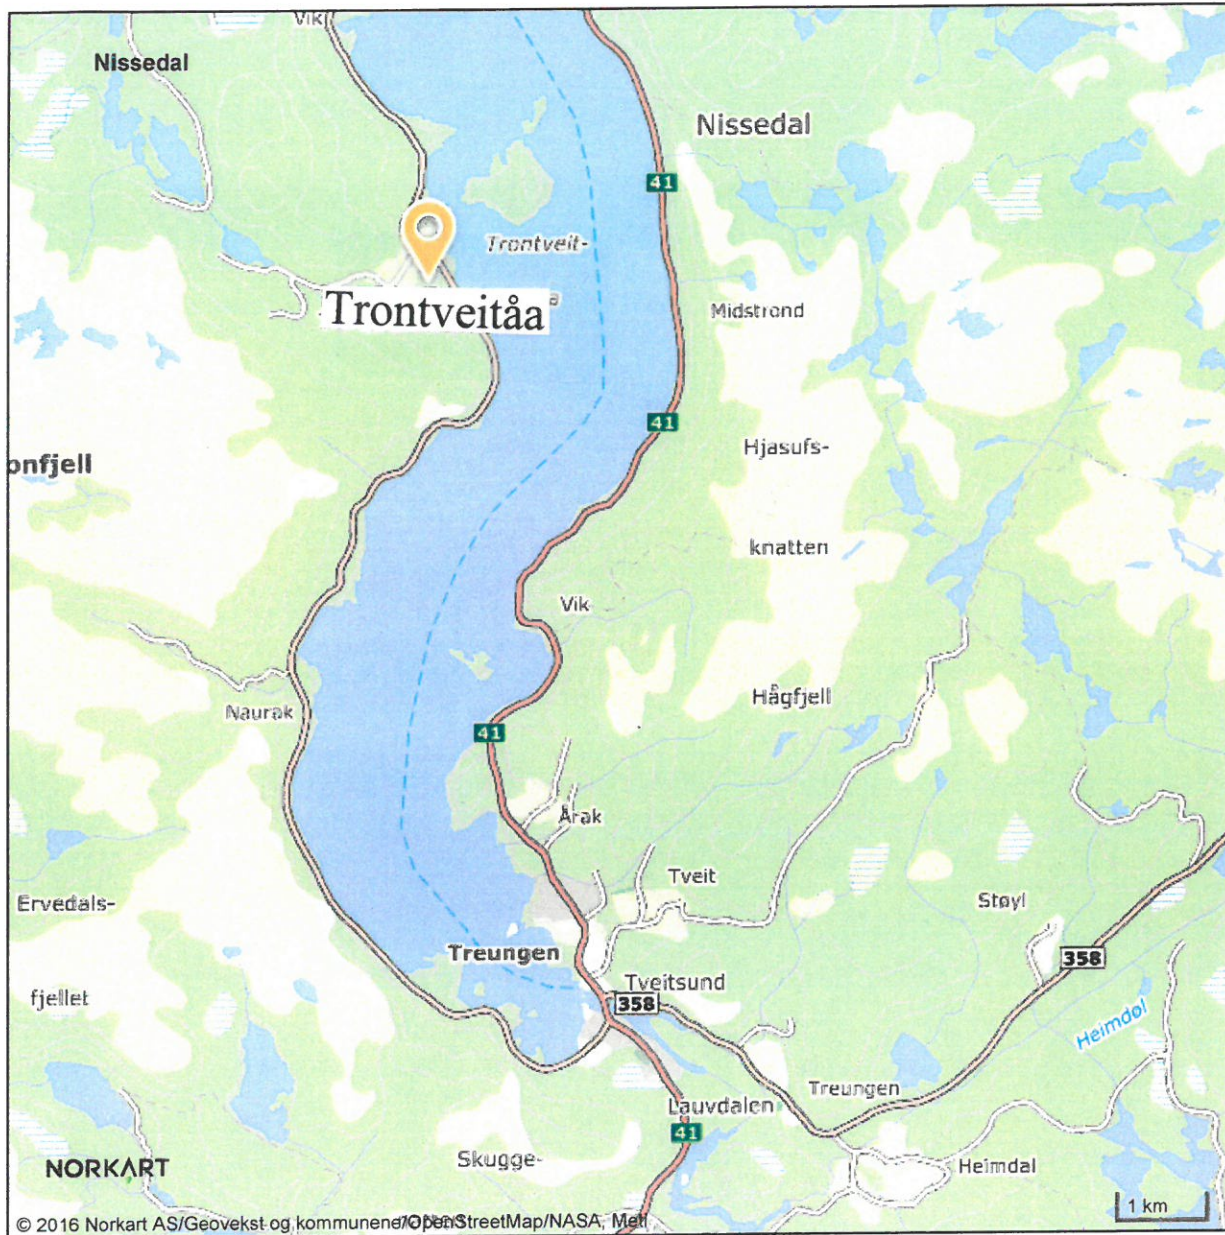 Vik
Nissedal
Nissedal
41
Trontveit-
Trontveitåa
Midstrond
41
Hjasufs-
onfjell
knatten
Vik
Hågfjell
Naurak
41
Årak
Tveit
Ervedals-
Støyl
Treungen
358
Tveitsund
fjellet
358
Heimdøl
Treungen
Lauvdalen
41
Skugge-
NORKART
Heimdal
1 km
© 2016 Norkart AS/Geovekst og kommunene/OpenStreetMap/NASA, Meti